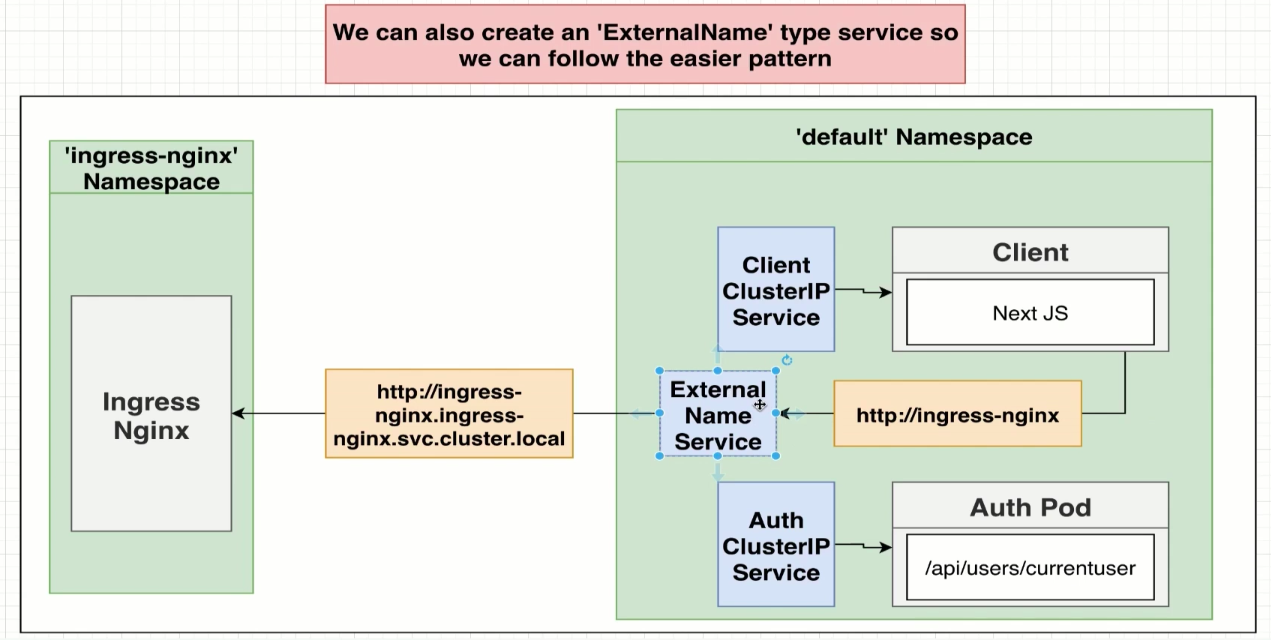 We can also create an 'ExternalName' type service so
we can follow the easier pattern
'ingress-nginx'
Namespace
Ingress
Nginx
http://ingress-
nginx.ingress-
nginx.svc.cluster.local
'default' Namespace
Client
ClusterIP
Service
Client
Next JS
External
Name
Service
http://ingress-nginx
Auth
ClusterIP
Service
Auth Pod
/api/users/currentuser